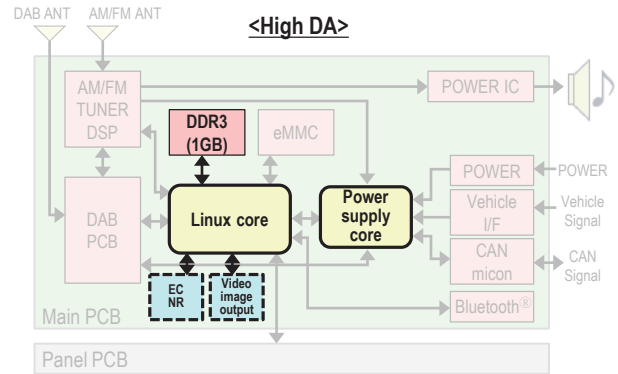 DAB ANT
AM/FM ANT
<High DA>
AM/FM
TUNER
DSP
DDR3
(1GB)
eMMC
POWER IC
DAB
PCB
Linux core
Power
supply
core
POWER
POWER
Vehicle
I/F
Vehicle
Signal
CAN
micon
CAN
Signal
Bluetooth®
EC
NR
Video
image
output
Main PCB
Panel PCB